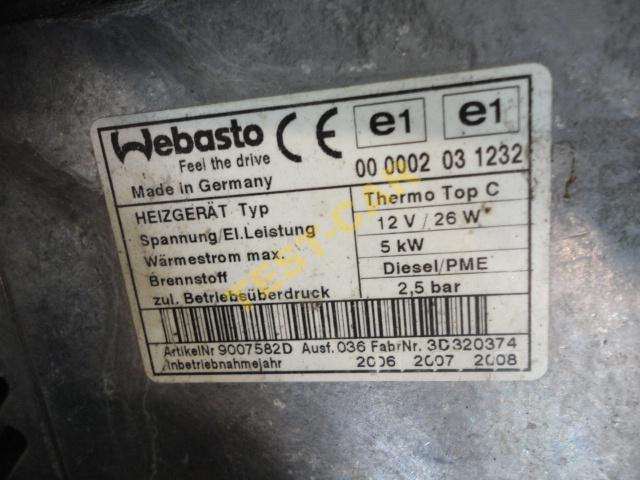 Webasto CE e1 e1
Feel the drive 00 0002 03 1232
Made in Germany
HEIZGERÄT Typ Thermo Top C
Spannung/El.Leistung 12 V / 26 W
Wärmestrom max. 5 kW
Brennstoff Diesel/PME
zul. Betriebsüberdruck 2,5 bar
ArtikelNr 9007582D Ausf. 036 FabrNr. 3D320374
Inbetriebnahmejahr 2006 2007 2008
TEST-CAR